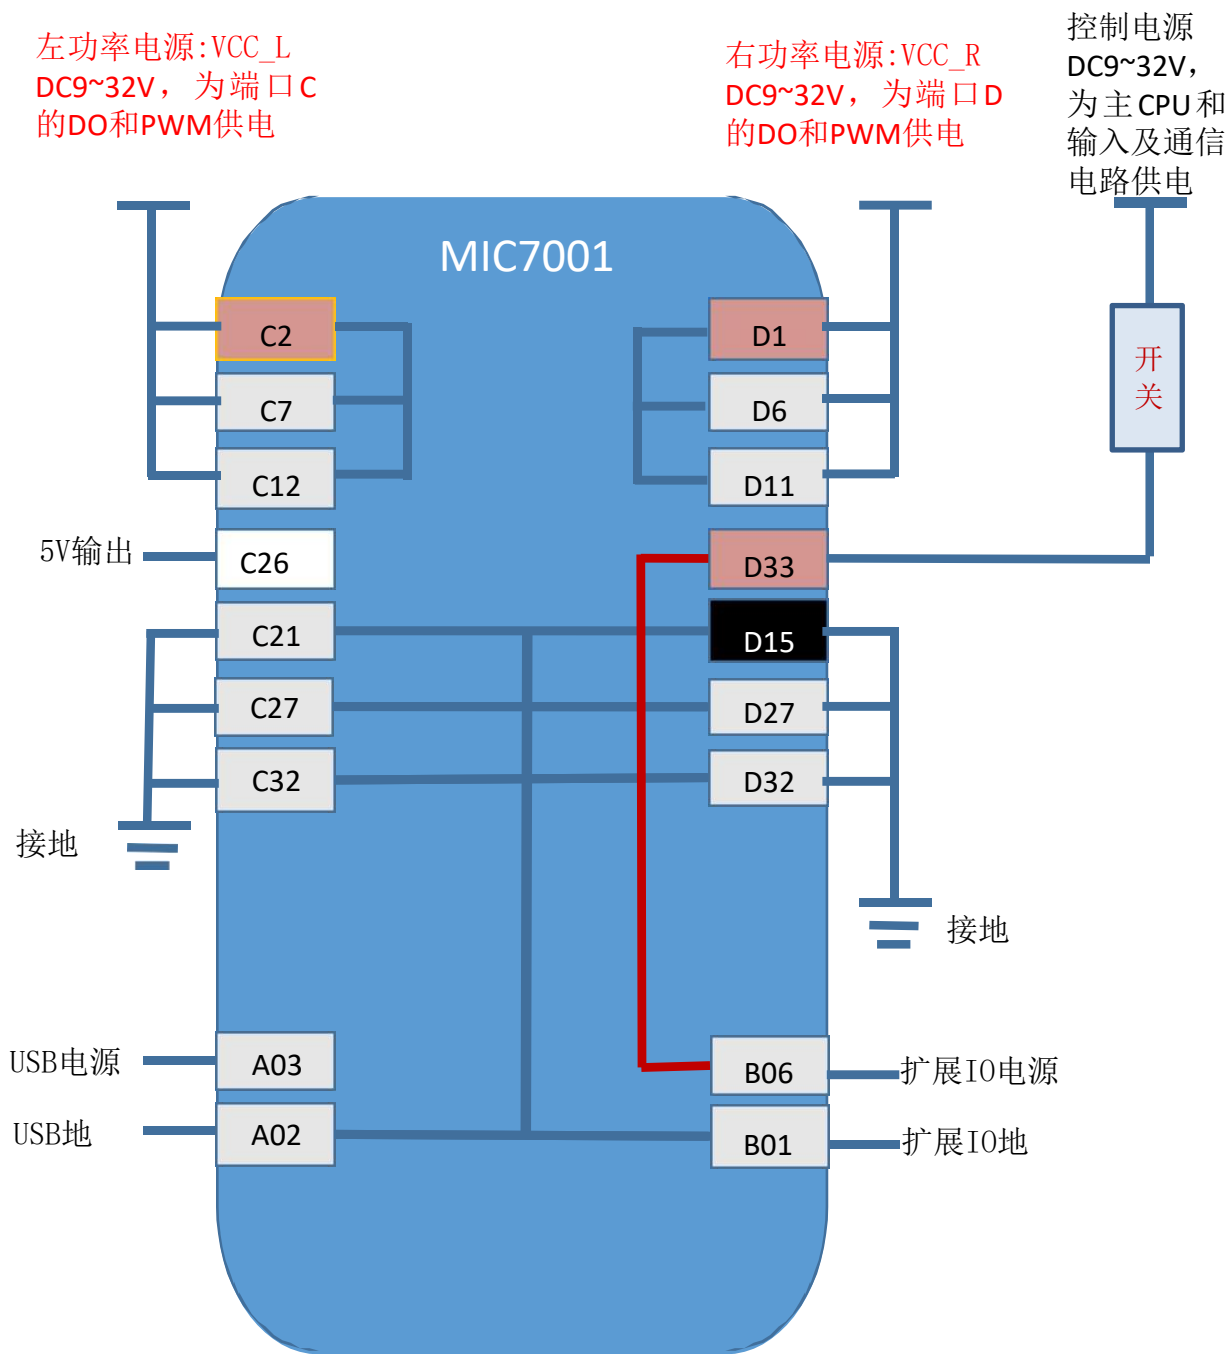 左功率电源:VCC_L
DC9~32V，为端口C
的DO和PWM供电
右功率电源:VCC_R
DC9~32V，为端口D
的DO和PWM供电
控制电源
DC9~32V，
为主CPU和
输入及通信
电路供电
MIC7001
C2
D1
开
关
C7
D6
C12
D11
5V输出
C26
D33
C21
D15
C27
D27
C32
D32
接地
接地
USB电源
A03
B06
扩展IO电源
USB地
A02
B01
扩展IO地